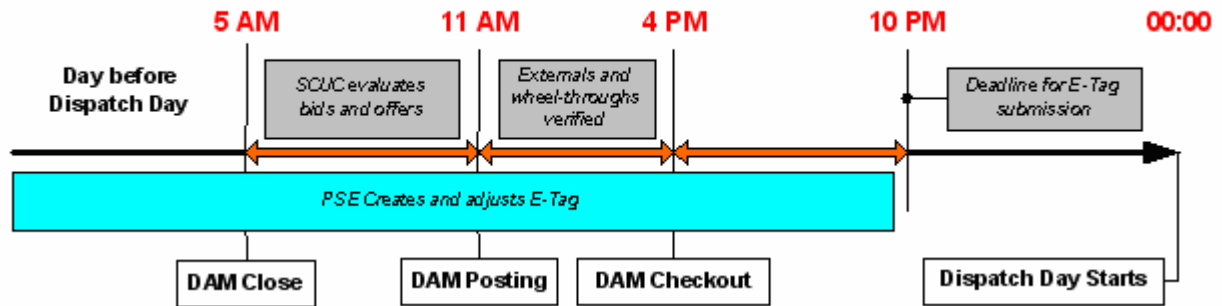 5 AM
11 AM
4 PM
10 PM
00:00
Day before
Dispatch Day
SCUC evaluates
bids and offers
Externals and
wheel-throughs
verified
Deadline for E-Tag
submission
PSE Creates and adjusts E-Tag
DAM Close
DAM Posting
DAM Checkout
Dispatch Day Starts